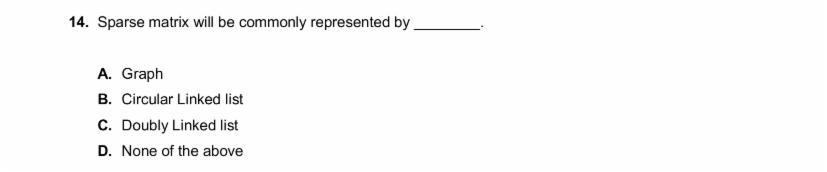 14. Sparse matrix will be commonly represented by ________.
A. Graph
B. Circular Linked list
C. Doubly Linked list
D. None of the above